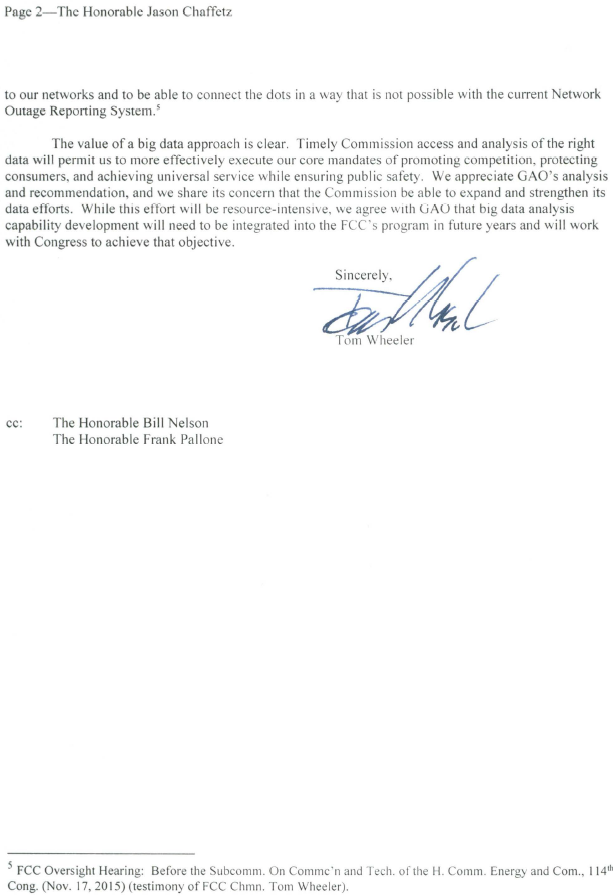 Page 2—The Honorable Jason Chaffetz
to our networks and to be able to connect the dots in a way that is not possible with the current Network
Outage Reporting System.5
The value of a big data approach is clear. Timely Commission access and analysis of the right
data will permit us to more effectively execute our core mandates of promoting competition, protecting
consumers, and achieving universal service while ensuring public safety. We appreciate GAO's analysis
and recommendation, and we share its concern that the Commission be able to expand and strengthen its
data efforts. While this effort will be resource-intensive, we agree with GAO that big data analysis
capability development will need to be integrated into the FCC's program in future years and will work
with Congress to achieve that objective.
Sincerely,
Tom Wheeler
cc: The Honorable Bill Nelson
The Honorable Frank Pallone
5 FCC Oversight Hearing: Before the Subcomm. On Commc'n and Tech. of the H. Comm. Energy and Com., 114th
Cong. (Nov. 17, 2015) (testimony of FCC Chmn. Tom Wheeler).